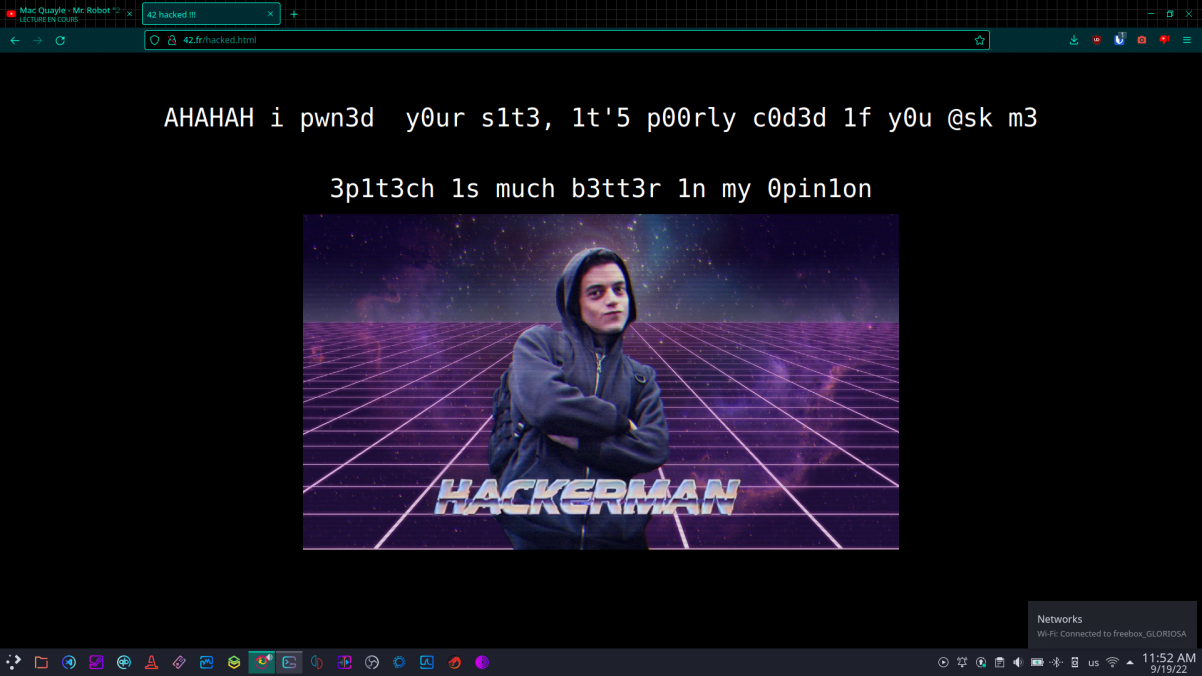 Mac Quayle - Mr. Robot "2
LECTURE EN COURS
42 hacked !!!
42.fr/hacked.html
AHAHAH i pwn3d  y0ur s1t3, 1t'5 p00rly c0d3d 1f y0u @sk m3
3p1t3ch 1s much b3tt3r 1n my 0pin1on
HACKERMAN
Networks
Wi-Fi: Connected to freebox_GLORIOSA
us
11:52 AM
9/19/22